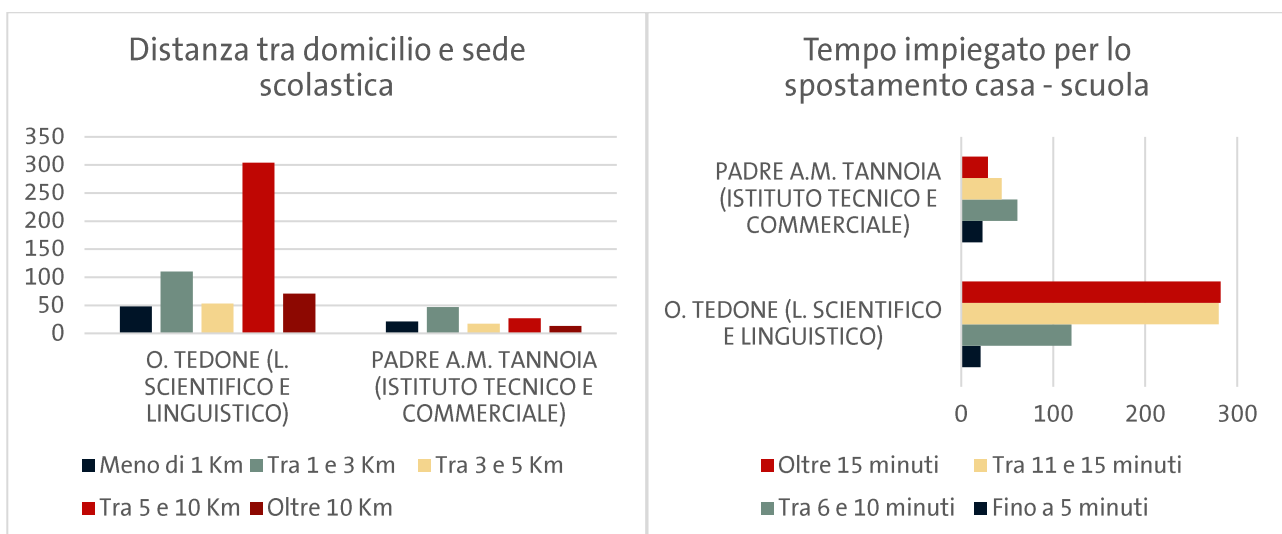 Distanza tra domicilio e sede
scolastica
350
300
250
200
150
100
50
0
O. TEDONE (L.
SCIENTIFICO E
LINGUISTICO)
PADRE A.M. TANNOIA
(ISTITUTO TECNICO E
COMMERCIALE)
Meno di 1 Km
Tra 1 e 3 Km
Tra 3 e 5 Km
Tra 5 e 10 Km
Oltre 10 Km
Tempo impiegato per lo
spostamento casa - scuola
PADRE A.M. TANNOIA
(ISTITUTO TECNICO E
COMMERCIALE)
O. TEDONE (L. SCIENTIFICO
E LINGUISTICO)
0 100 200 300
Oltre 15 minuti
Tra 11 e 15 minuti
Tra 6 e 10 minuti
Fino a 5 minuti